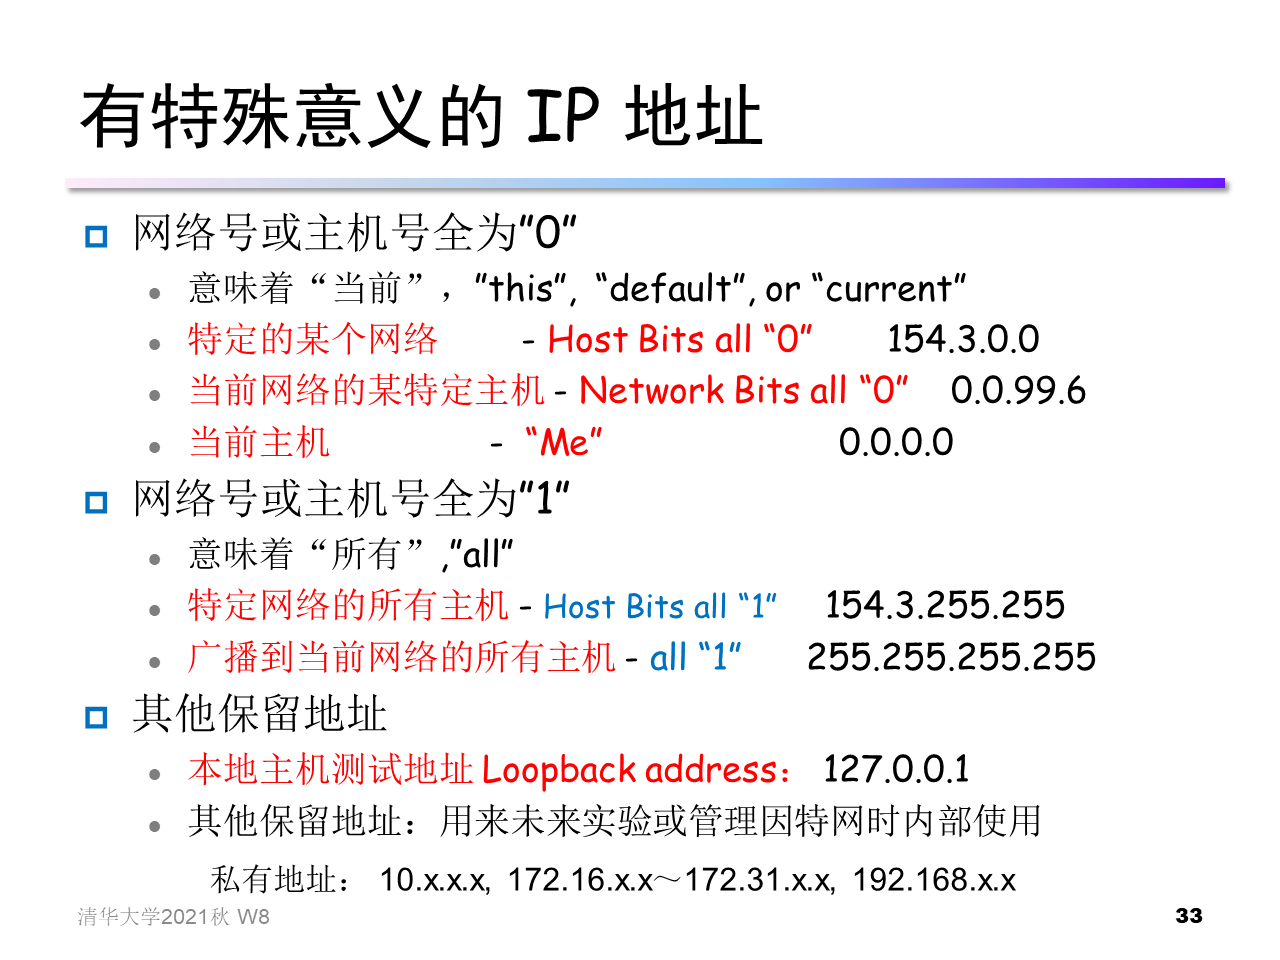 有特殊意义的 IP 地址
网络号或主机号全为"0"
意味着“当前”，"this", “default”, or “current”
特定的某个网络 - Host Bits all “0” 154.3.0.0
当前网络的某特定主机 - Network Bits all “0” 0.0.99.6
当前主机 - “Me” 0.0.0.0
网络号或主机号全为"1"
意味着“所有”,"all"
特定网络的所有主机 - Host Bits all “1” 154.3.255.255
广播到当前网络的所有主机 - all “1” 255.255.255.255
其他保留地址
本地主机测试地址 Loopback address： 127.0.0.1
其他保留地址：用来未来实验或管理因特网时内部使用
私有地址： 10.x.x.x, 172.16.x.x～172.31.x.x, 192.168.x.x
清华大学2021秋 W8
33